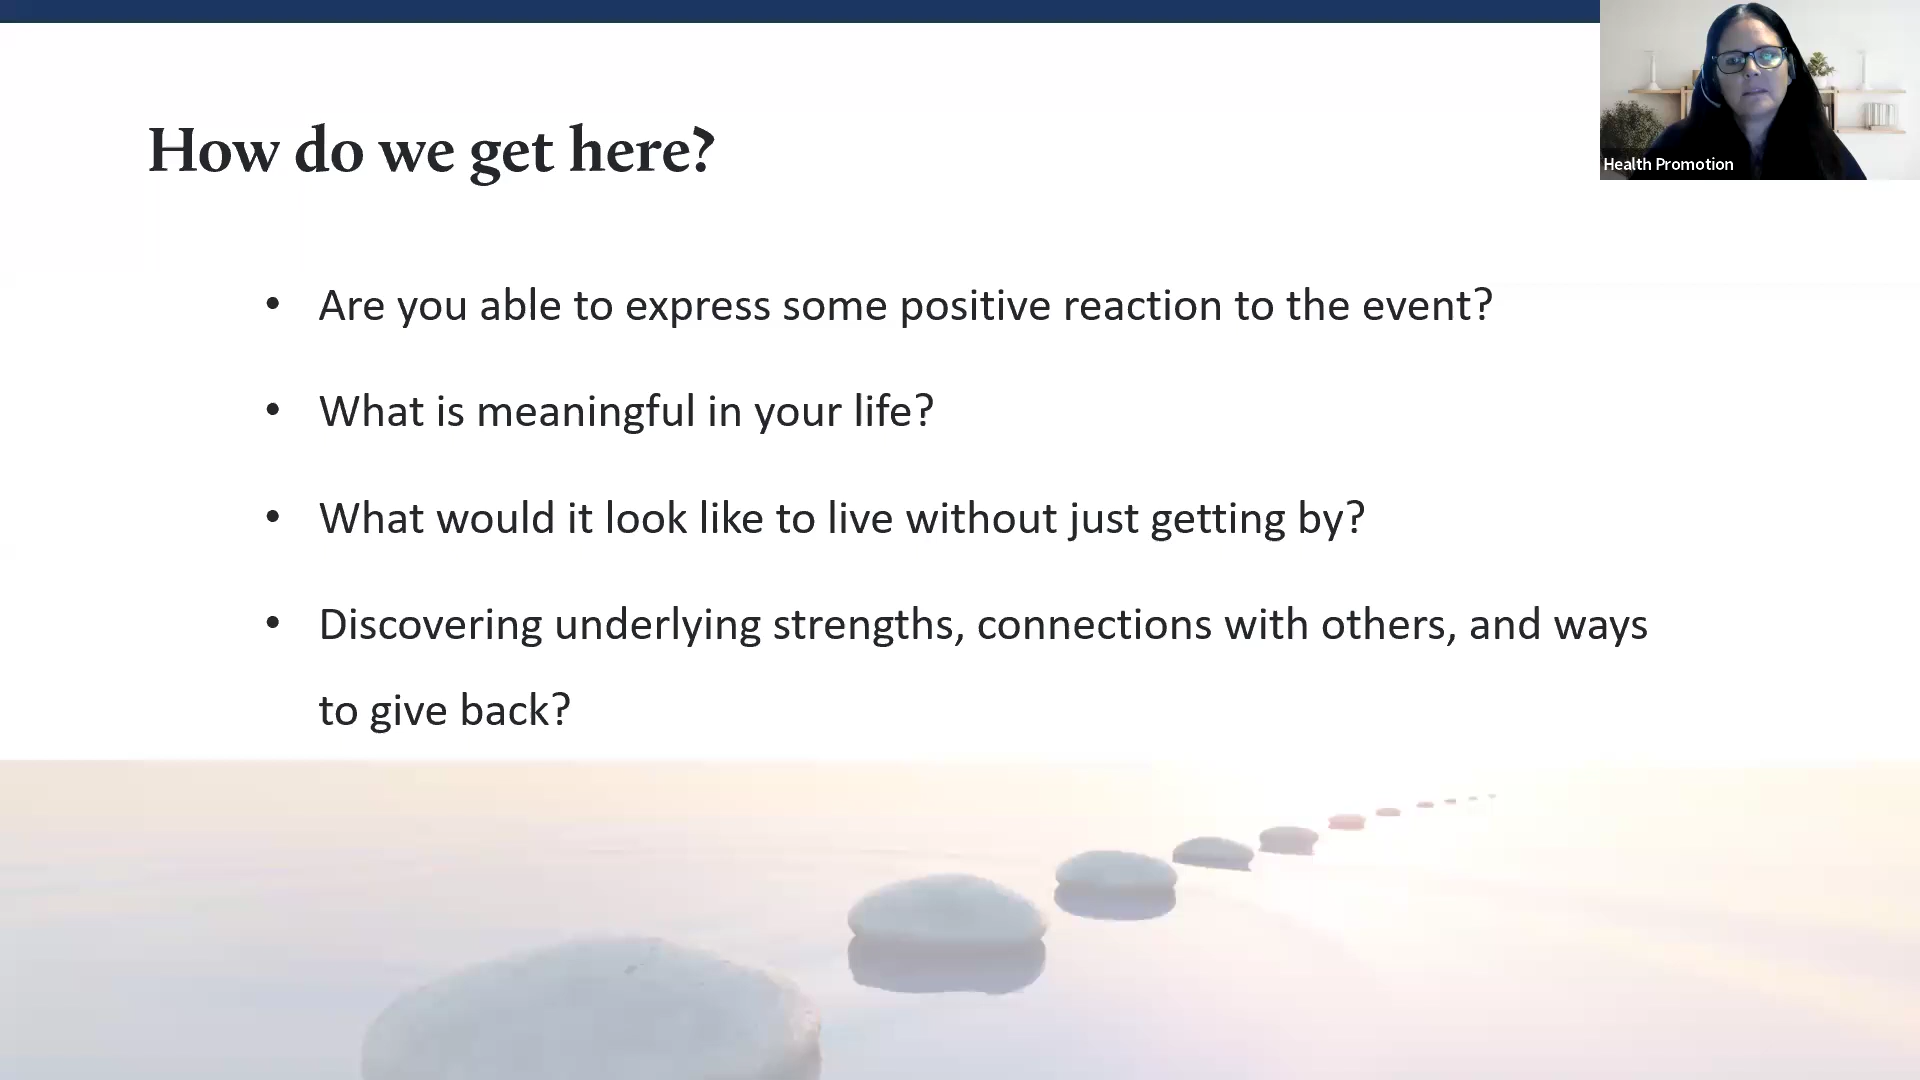 How do we get here?
Health Promotion
• Are you able to express some positive reaction to the event?
• What is meaningful in your life?
• What would it look like to live without just getting by?
• Discovering underlying strengths, connections with others, and ways
to give back?